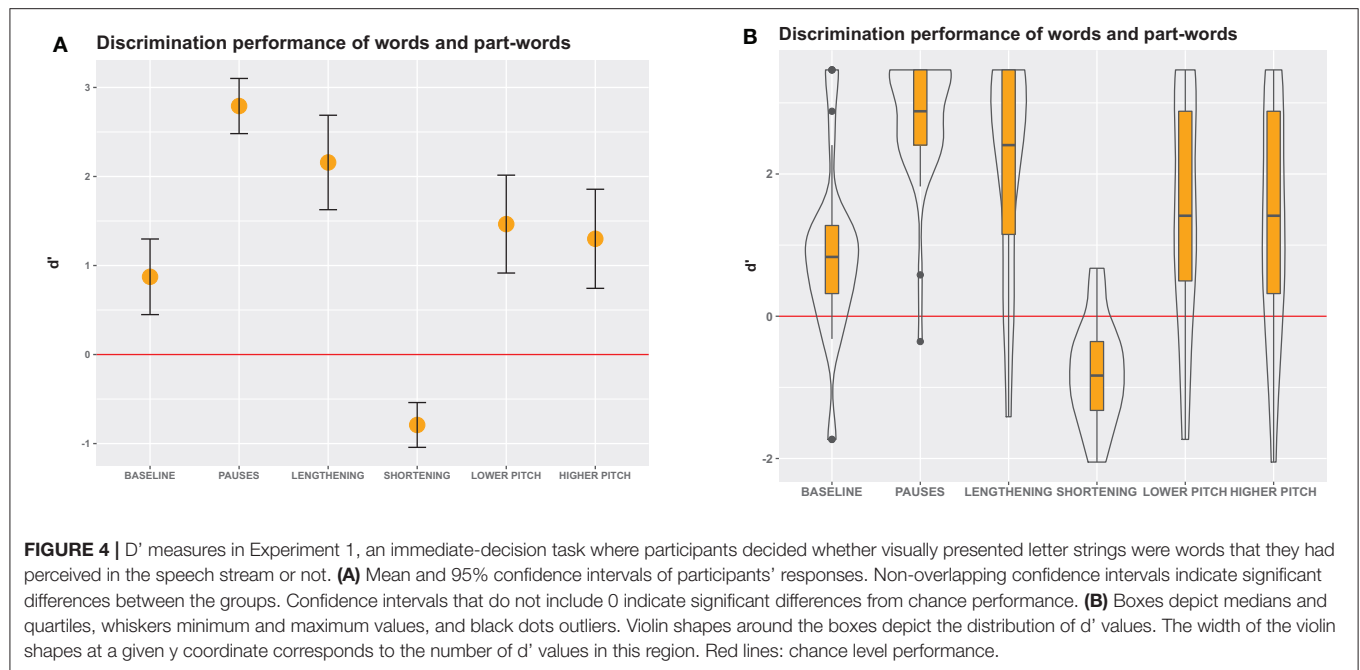 A Discrimination performance of words and part-words
3
2
1
0
-1
d'
BASELINE PAUSES LENGTHENING SHORTENING LOWER PITCH HIGHER PITCH
B Discrimination performance of words and part-words
2
0
-2
d'
BASELINE PAUSES LENGTHENING SHORTENING LOWER PITCH HIGHER PITCH
FIGURE 4 | D' measures in Experiment 1, an immediate-decision task where participants decided whether visually presented letter strings were words that they had
perceived in the speech stream or not. (A) Mean and 95% confidence intervals of participants' responses. Non-overlapping confidence intervals indicate significant
differences between the groups. Confidence intervals that do not include 0 indicate significant differences from chance performance. (B) Boxes depict medians and
quartiles, whiskers minimum and maximum values, and black dots outliers. Violin shapes around the boxes depict the distribution of d' values. The width of the violin
shapes at a given y coordinate corresponds to the number of d' values in this region. Red lines: chance level performance.